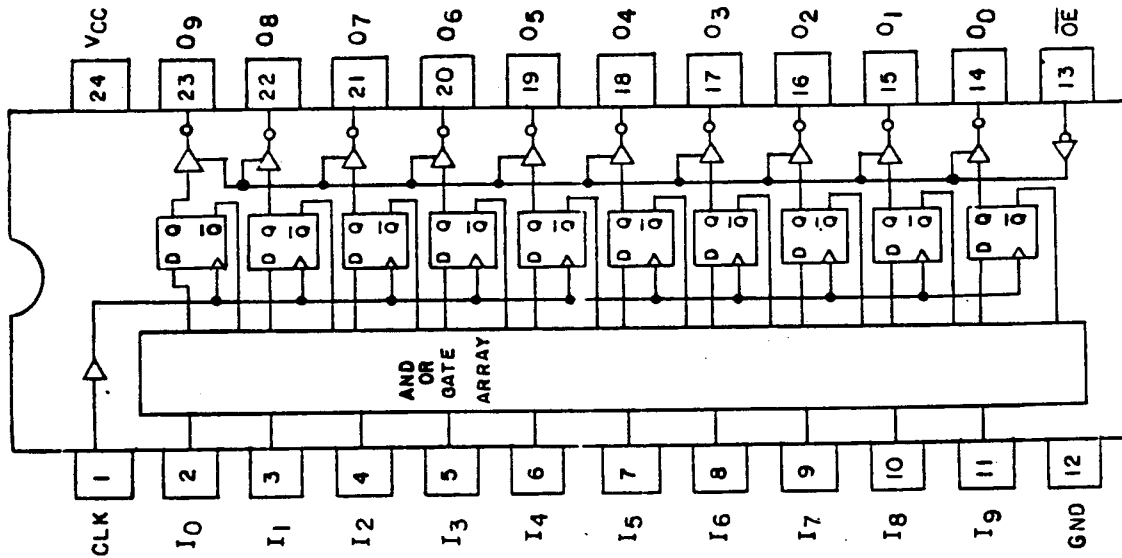 CLK 1 24 VCC
I0 2 D Q Q̅ 23 O9
I1 3 D Q Q̅ 22 O8
I2 4 D Q Q̅ 21 O7
I3 5 D Q Q̅ 20 O6
I4 6 D Q Q̅ 19 O5
I5 7 D Q Q̅ 18 O4
I6 8 D Q Q̅ 17 O3
I7 9 D Q Q̅ 16 O2
I8 10 D Q Q̅ 15 O1
I9 11 D Q Q̅ 14 O0
GND 12 13 O̅E̅
AND
OR
GATE
ARRAY